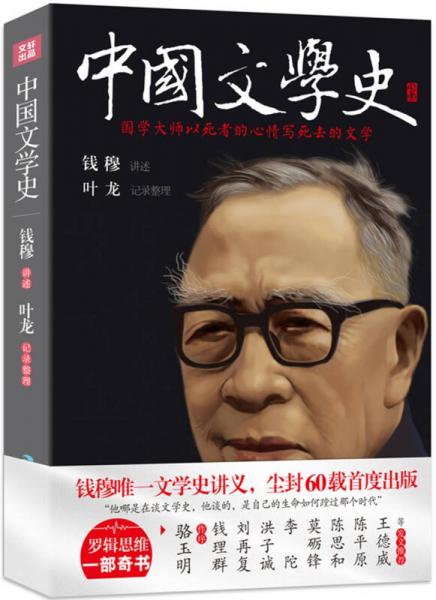 文轩
出品
中国文学史
钱穆
讲述
叶龙
记录整理
中國文學史
国学大师以死者的心情写死去的文学
钱穆 讲述
叶龙 记录整理
钱穆唯一文学史讲义，尘封60载首度出版
“他哪是在谈文学史，他谈的，是自己的生命如何蹚过那个时代”
罗辑思维
一部奇书
骆玉明
作序
钱理群
刘再复
洪子诚
李陀
莫砺锋
陈思和
陈平原
王德威
等